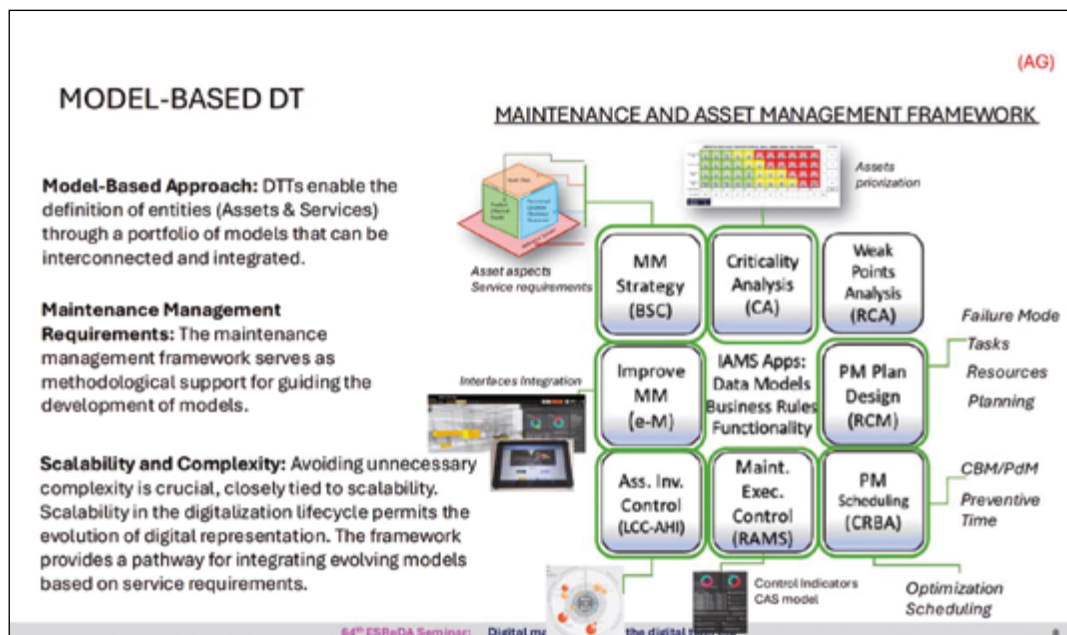 (AG)
MODEL-BASED DT
MAINTENANCE AND ASSET MANAGEMENT FRAMEWORK
Model-Based Approach: DTTs enable the
definition of entities (Assets & Services)
through a portfolio of models that can be
interconnected and integrated.
Maintenance Management
Requirements: The maintenance
management framework serves as
methodological support for guiding the
development of models.
Scalability and Complexity: Avoiding unnecessary
complexity is crucial, closely tied to scalability.
Scalability in the digitalization lifecycle permits the
evolution of digital representation. The framework
provides a pathway for integrating evolving models
based on service requirements.
Asset aspects
Service requirements
Assets
priorization
MM
Strategy
(BSC)
Criticality
Analysis
(CA)
Weak
Points
Analysis
(RCA)
Interfaces Integration
Improve
MM
(e-M)
IAMS Apps:
Data Models
Business Rules
Functionality
PM Plan
Design
(RCM)
Failure Mode
Tasks
Resources
Planning
Ass. Inv.
Control
(LCC-AHI)
Maint.
Exec.
Control
(RAMS)
PM
Scheduling
(CRBA)
CBM/PdM
Preventive
Time
Control Indicators
CAS model
Optimization
Scheduling
64th ESReDA Seminar: Digital the digital